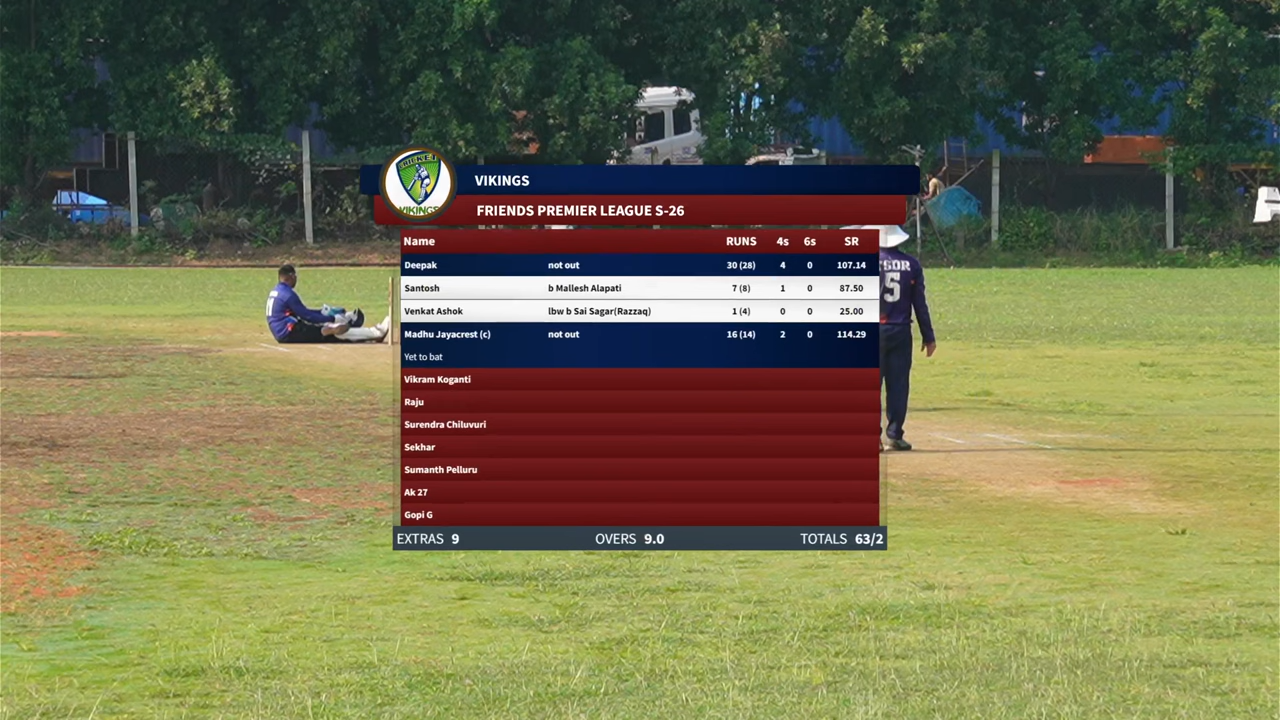 CRICKET
VIKINGS
VIKINGS
FRIENDS PREMIER LEAGUE S-26
Name RUNS 4s 6s SR
Deepak not out 30 (28) 4 0 107.14
Santosh b Mallesh Alapati 7 (8) 1 0 87.50
Venkat Ashok lbw b Sai Sagar(Razzaq) 1 (4) 0 0 25.00
Madhu Jayacrest (c) not out 16 (14) 2 0 114.29
Yet to bat
Vikram Koganti
Raju
Surendra Chiluvuri
Sekhar
Sumanth Pelluru
Ak 27
Gopi G
EXTRAS 9 OVERS 9.0 TOTALS 63/2
5